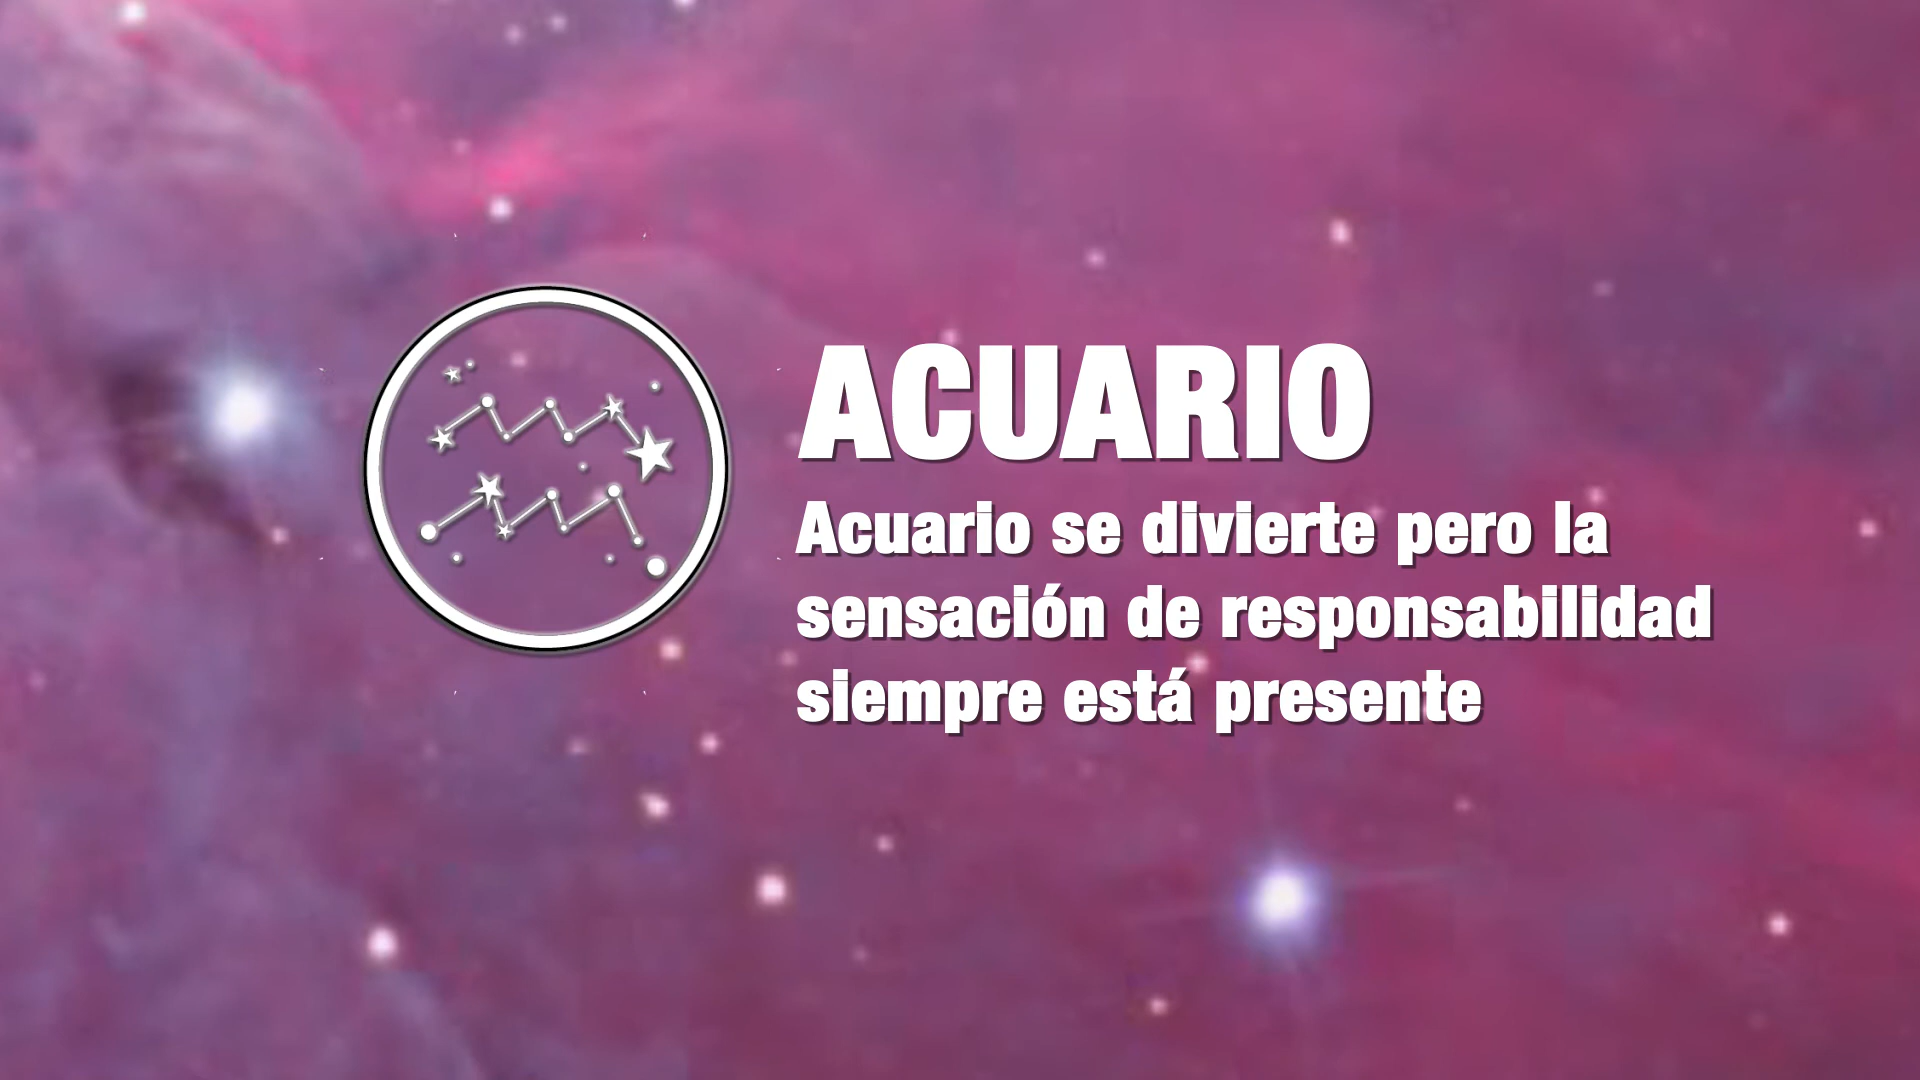 ACUARIO
Acuario se divierte pero la
sensación de responsabilidad
siempre está presente